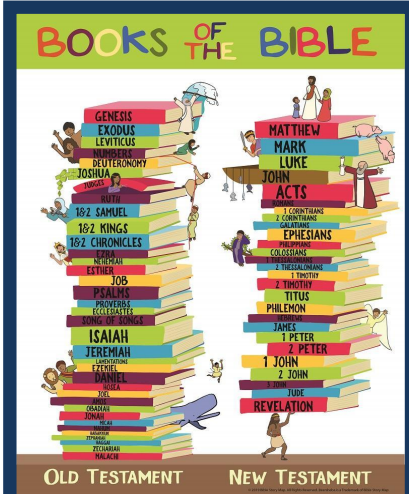 BOOKS OF THE BIBLE
GENESIS
EXODUS
LEVITICUS
NUMBERS
DEUTERONOMY
JOSHUA
JUDGES
RUTH
1&2 SAMUEL
1&2 KINGS
1&2 CHRONICLES
EZRA
NEHEMIAH
ESTHER
JOB
PSALMS
PROVERBS
ECCLESIASTES
SONG OF SONGS
ISAIAH
JEREMIAH
LAMENTATIONS
EZEKIEL
DANIEL
HOSEA
JOEL
AMOS
OBADIAH
JONAH
MICAH
NAHUM
HABAKKUK
ZEPHANIAH
HAGGAI
ZECHARIAH
MALACHI
OLD TESTAMENT
MATTHEW
MARK
LUKE
JOHN
ACTS
ROMANS
1 CORINTHIANS
2 CORINTHIANS
GALATIANS
EPHESIANS
PHILIPPIANS
COLOSSIANS
1 THESSALONIANS
2 THESSALONIANS
1 TIMOTHY
2 TIMOTHY
TITUS
PHILEMON
HEBREWS
JAMES
1 PETER
2 PETER
1 JOHN
2 JOHN
3 JOHN
JUDE
REVELATION
NEW TESTAMENT